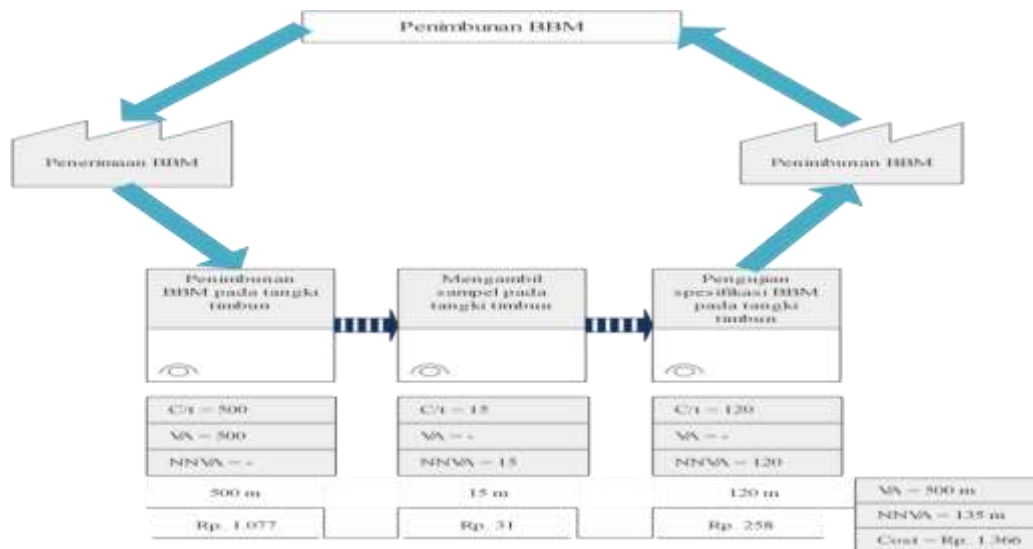 Penimbunan BBM
Penerimaan BBM
Penimbunan BBM
Penimbunan
BBM pada tangki
timbun
Mengambil
sampel pada
tangki timbun
Pengujian
spesifikasi BBM
pada tangki
timbun
C/t = 500
VA = 500
NNVA = -
C/t = 15
VA = -
NNVA = 15
C/t = 120
VA = -
NNVA = 120
500 m
15 m
120 m
Rp. 1.077
Rp. 31
Rp. 258
VA = 500 m
NNVA = 135 m
Cost = Rp. 1.366